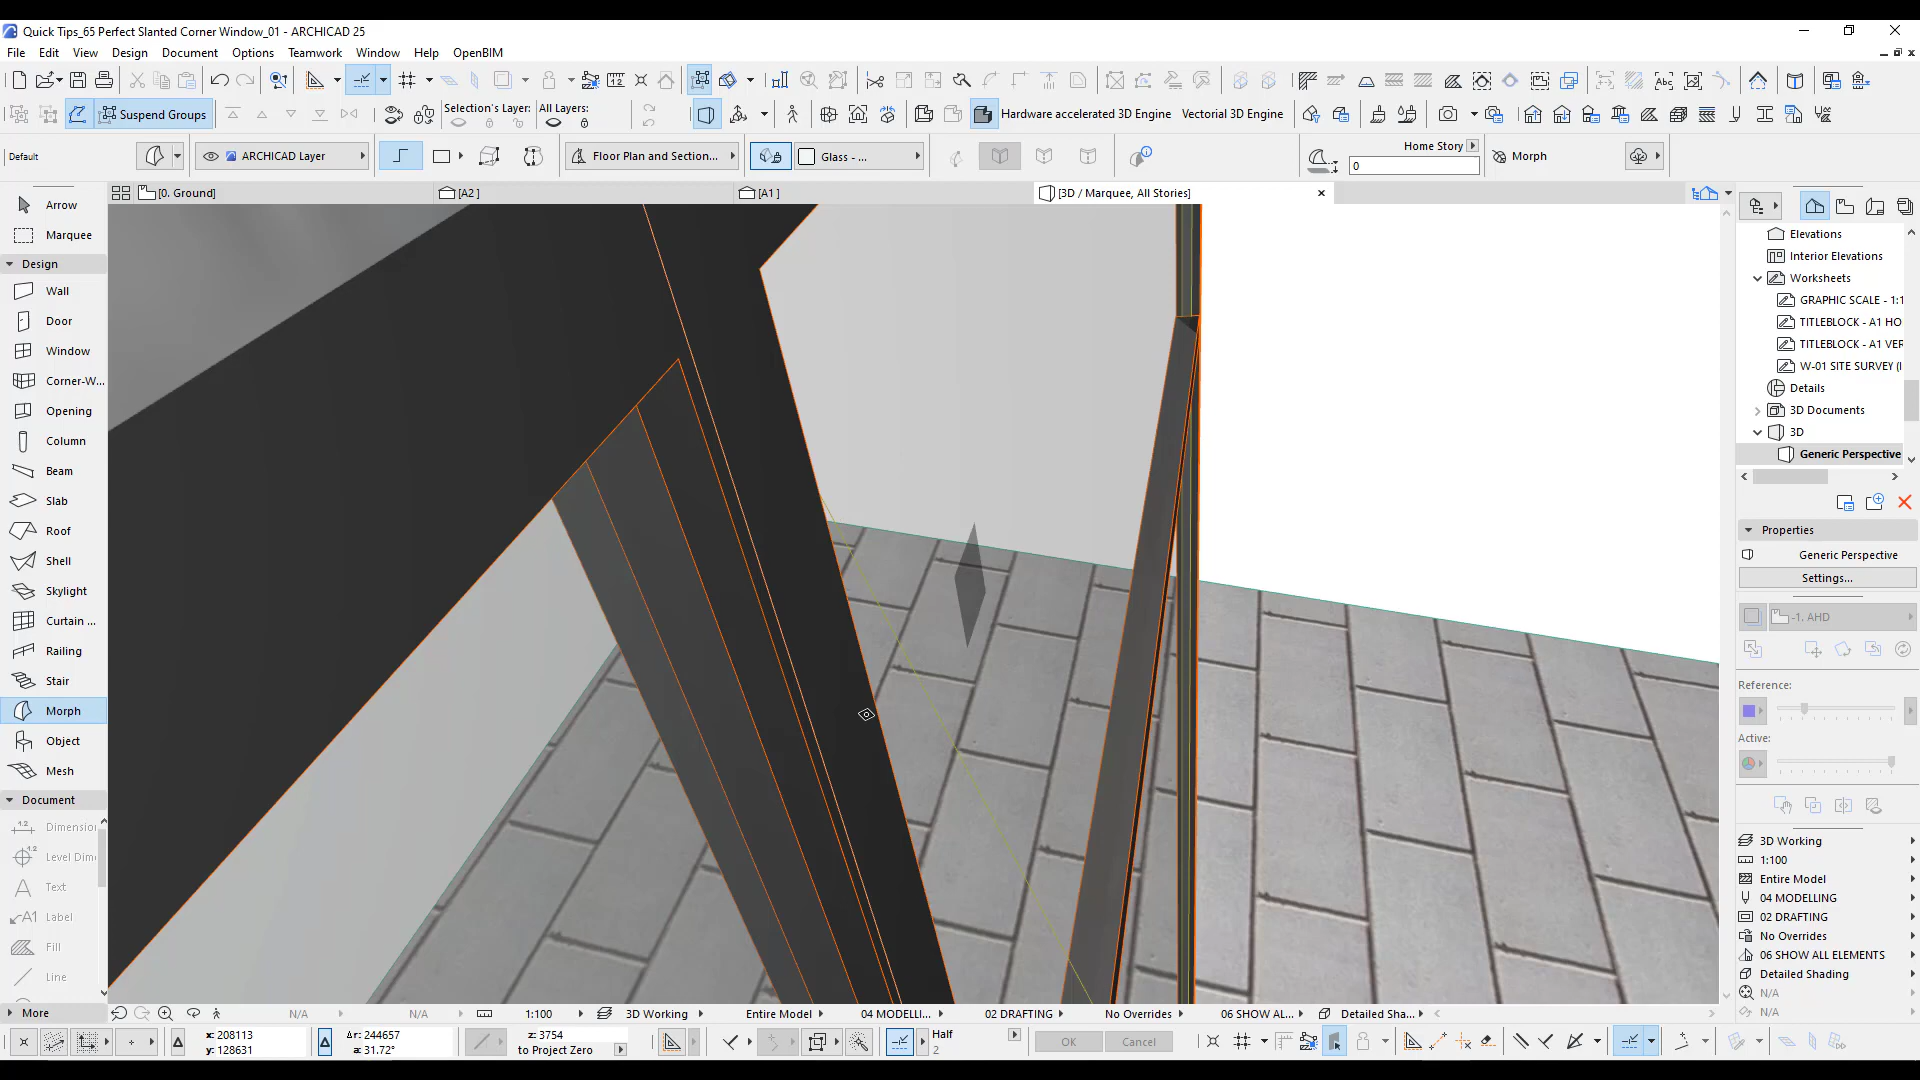 Quick Tips_65 Perfect Slanted Corner Window_01 - ARCHICAD 25
File Edit View Design Document Options Teamwork Window Help OpenBIM
Suspend Groups
Selection's Layer: All Layers:
Hardware accelerated 3D Engine Vectorial 3D Engine
Default
ARCHICAD Layer
Floor Plan and Section...
Glass - ...
Home Story
0
Morph
[0. Ground]
[A2 ]
[A1 ]
[3D / Marquee, All Stories]
Arrow
Marquee
Design
Wall
Door
Window
Corner-W...
Opening
Column
Beam
Slab
Roof
Shell
Skylight
Curtain ...
Railing
Stair
Morph
Object
Mesh
Document
Dimension
Level Dim
Text
A1 Label
Fill
Line
More
Elevations
Interior Elevations
Worksheets
GRAPHIC SCALE - 1:1
TITLEBLOCK - A1 HO
TITLEBLOCK - A1 VER
W-01 SITE SURVEY (I
Details
3D Documents
3D
Generic Perspective
Properties
Generic Perspective
Settings...
-1. AHD
Reference:
Active:
3D Working
1:100
Entire Model
04 MODELLING
02 DRAFTING
No Overrides
06 SHOW ALL ELEMENTS
Detailed Shading
N/A
N/A
N/A N/A 1:100 3D Working Entire Model 04 MODELLI... 02 DRAFTING No Overrides 06 SHOW AL... Detailed Sha...
x: 208113
y: 128631
Δr: 244657
a: 31.72°
z: 3754
to Project Zero
Half
2
OK Cancel